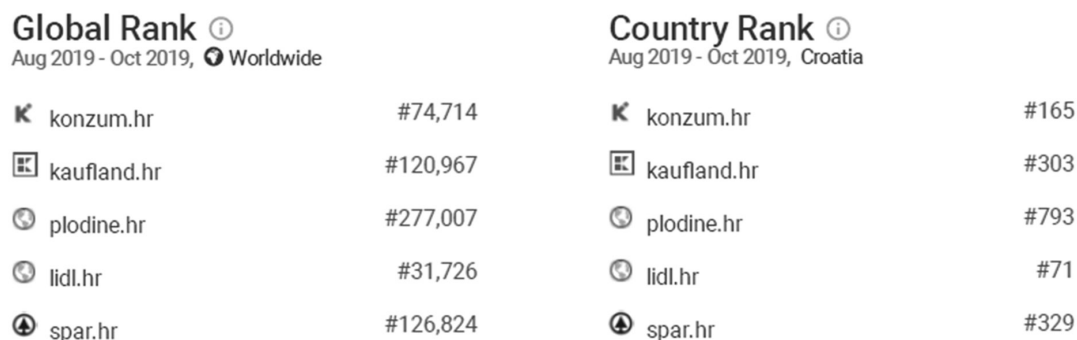 Global Rank
Aug 2019 - Oct 2019, Worldwide
konzum.hr #74,714
kaufland.hr #120,967
plodine.hr #277,007
lidl.hr #31,726
spar.hr #126,824
Country Rank
Aug 2019 - Oct 2019, Croatia
konzum.hr #165
kaufland.hr #303
plodine.hr #793
lidl.hr #71
spar.hr #329